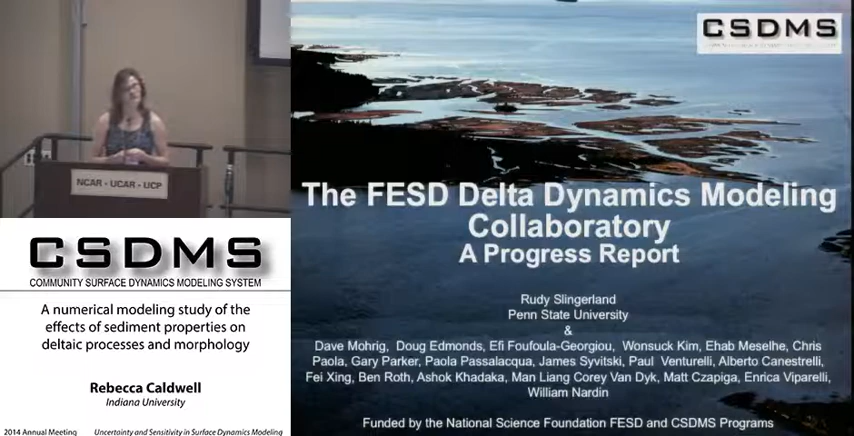 NCAR - UCAR - UCP
CSDMS
COMMUNITY SURFACE DYNAMICS MODELING SYSTEM
A numerical modeling study of the
effects of sediment properties on
deltaic processes and morphology
Rebecca Caldwell
Indiana University
2014 Annual Meeting Uncertainty and Sensitivity in Surface Dynamics Modeling
CSDMS
The FESD Delta Dynamics Modeling
Collaboratory
A Progress Report
Rudy Slingerland
Penn State University
&
Dave Mohrig, Doug Edmonds, Efi Foufoula-Georgiou, Wonsuck Kim, Ehab Meselhe, Chris
Paola, Gary Parker, Paola Passalacqua, James Syvitski, Paul Venturelli, Alberto Canestrelli,
Fei Xing, Ben Roth, Ashok Khadaka, Man Liang Corey Van Dyk, Matt Czapiga, Enrica Viparelli,
William Nardin
Funded by the National Science Foundation FESD and CSDMS Programs